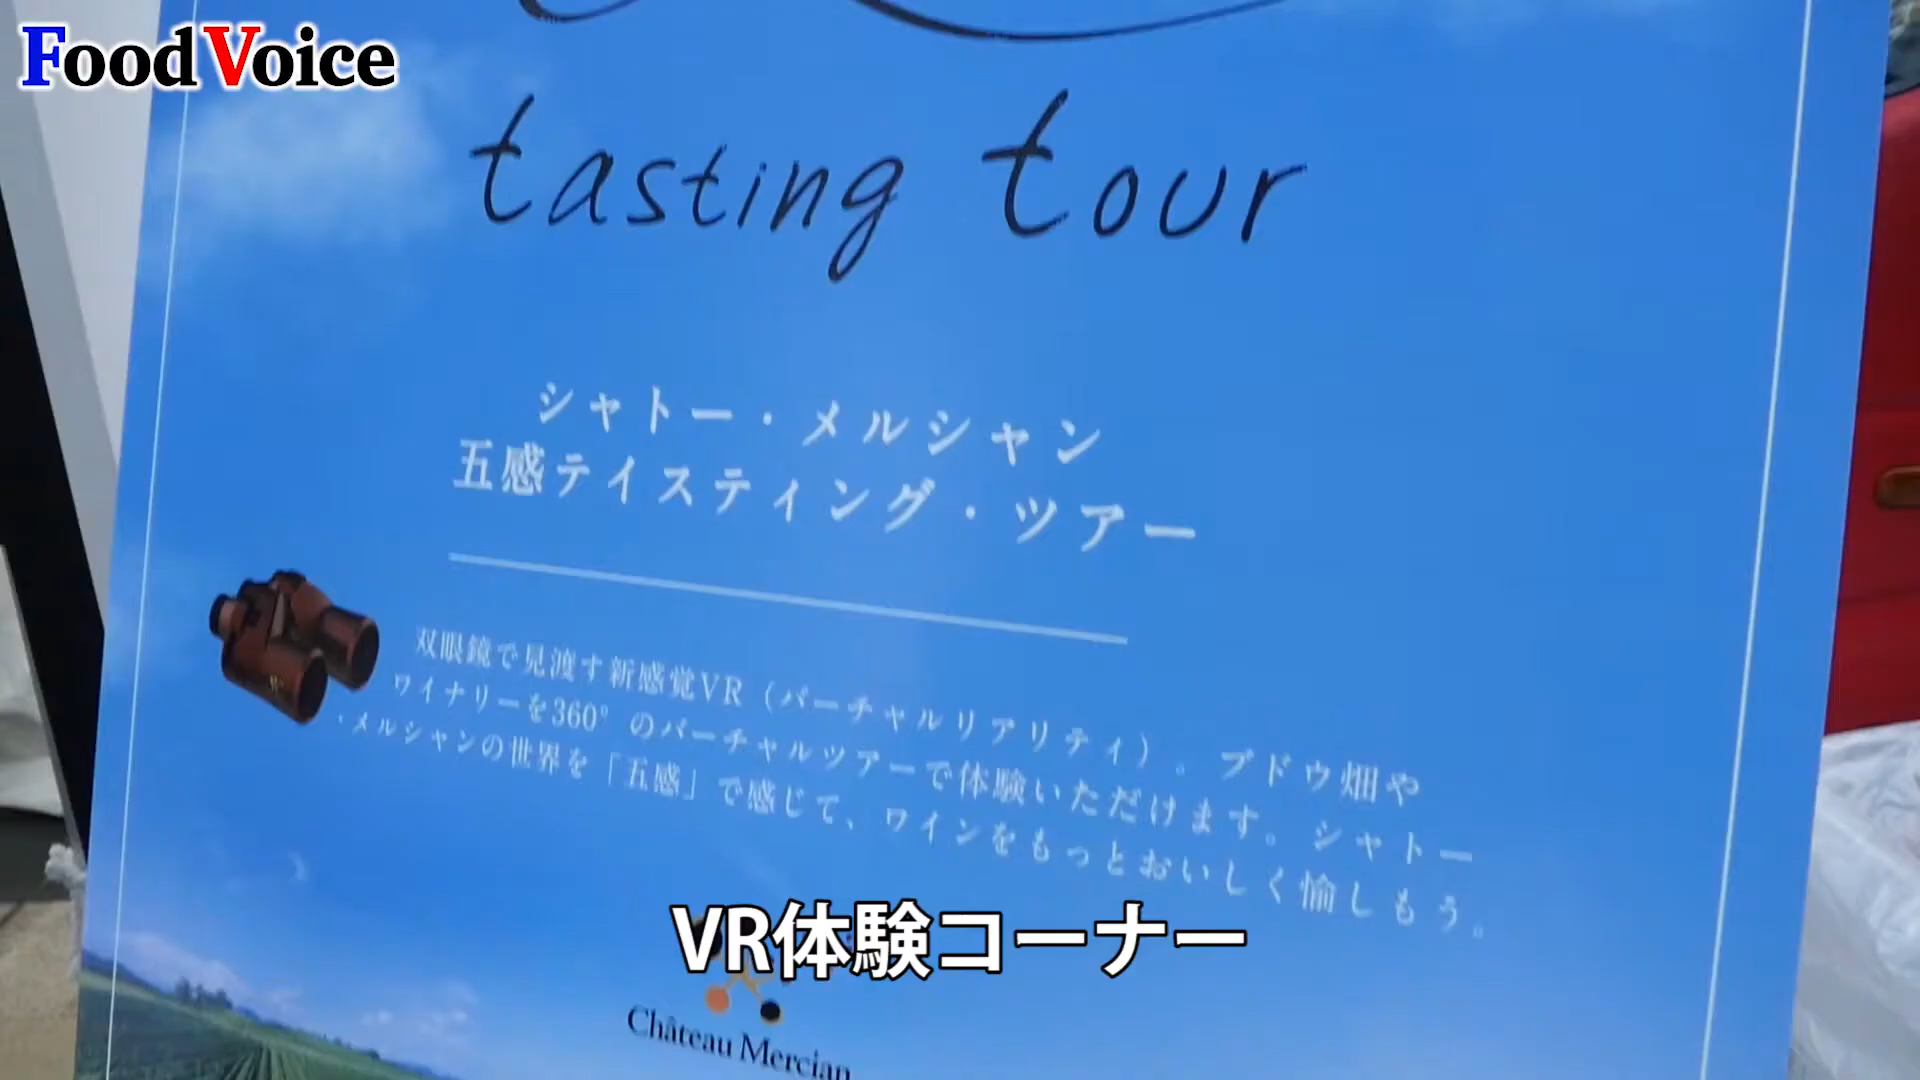 Food Voice
tasting tour
シャトー・メルシャン
五感テイスティング・ツアー
双眼鏡で見渡す新感覚VR（バーチャルリアリティ）。ブドウ畑や
ワイナリーを360°のバーチャルツアーで体験いただけます。シャトー
・メルシャンの世界を「五感」で感じて、ワインをもっとおいしく愉しもう。
VR体験コーナー
Château Mercian